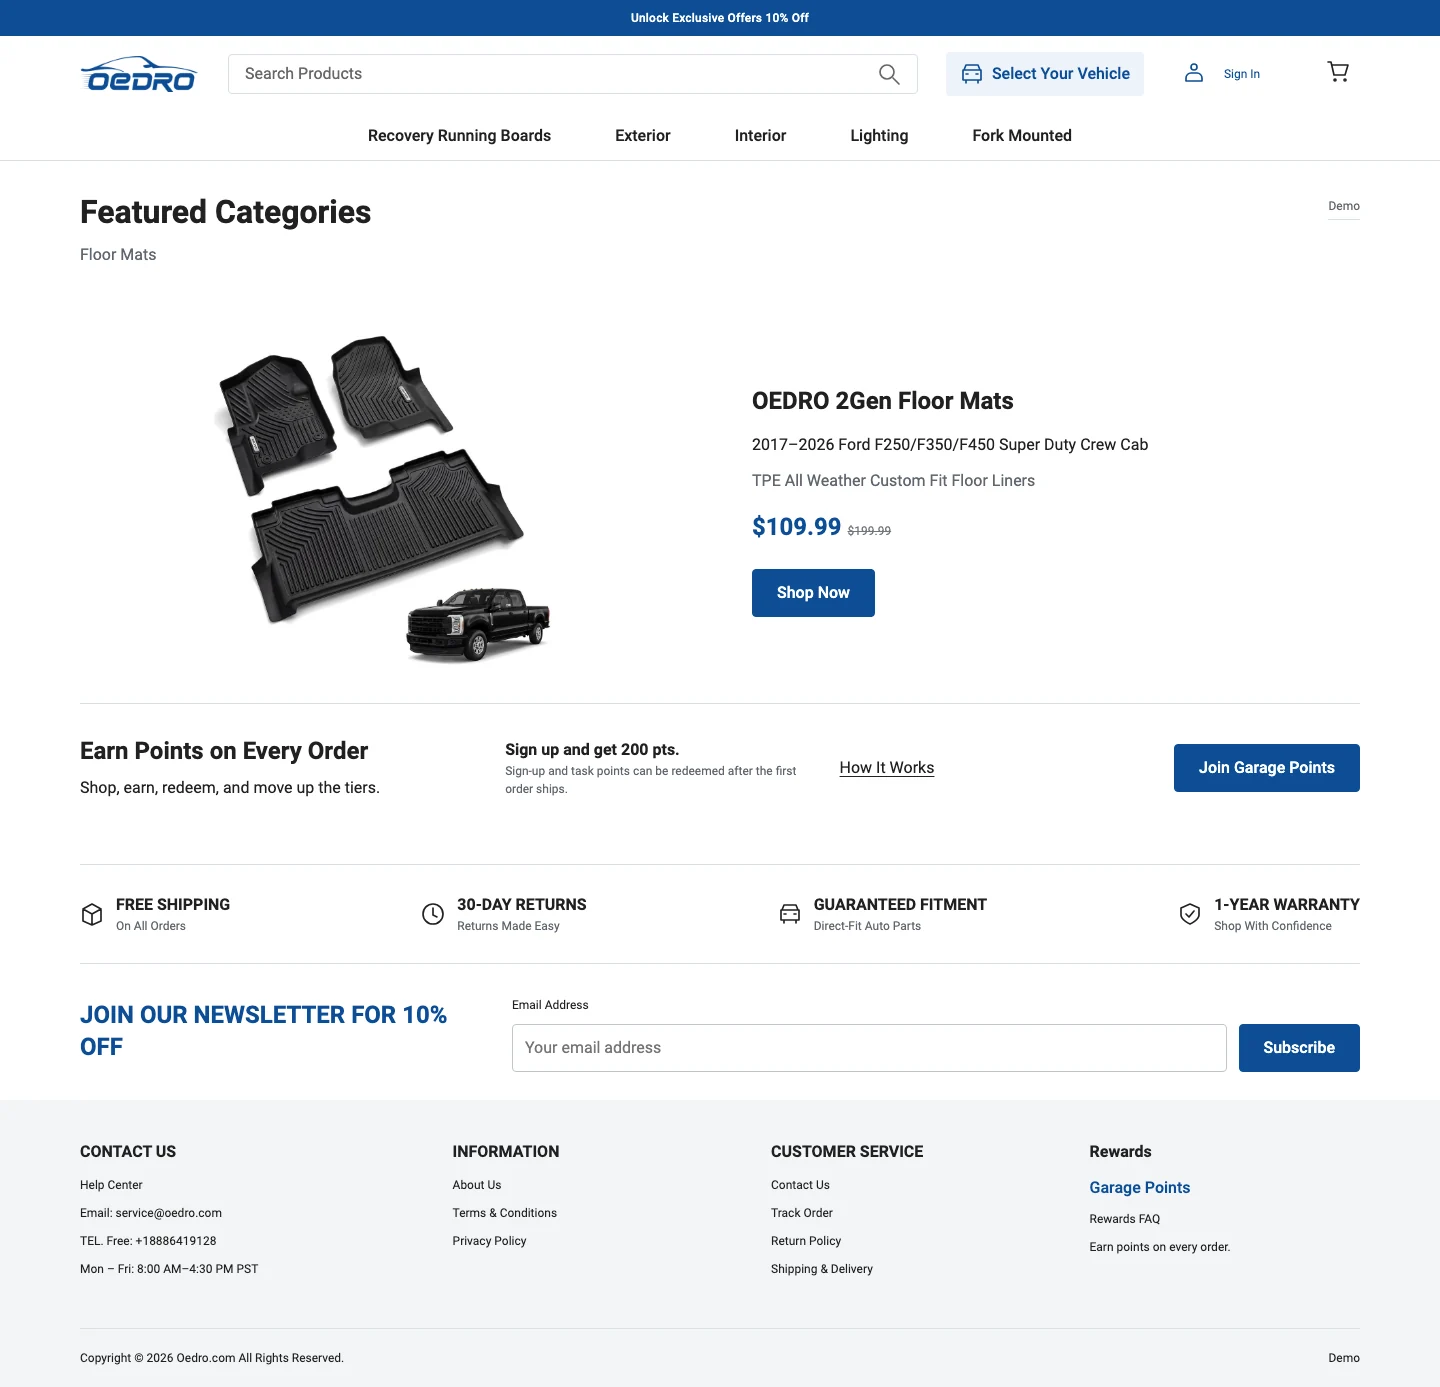 Unlock Exclusive Offers 10% Off
OEDRO
Search Products
Select Your Vehicle
Sign In
Recovery Running Boards
Exterior
Interior
Lighting
Fork Mounted
Featured Categories
Demo
Floor Mats
OEDRO 2Gen Floor Mats
2017–2026 Ford F250/F350/F450 Super Duty Crew Cab
TPE All Weather Custom Fit Floor Liners
$109.99 $199.99
Shop Now
Earn Points on Every Order
Shop, earn, redeem, and move up the tiers.
Sign up and get 200 pts.
Sign-up and task points can be redeemed after the first
order ships.
How It Works
Join Garage Points
FREE SHIPPING
On All Orders
30-DAY RETURNS
Returns Made Easy
GUARANTEED FITMENT
Direct-Fit Auto Parts
1-YEAR WARRANTY
Shop With Confidence
JOIN OUR NEWSLETTER FOR 10%
OFF
Email Address
Your email address
Subscribe
CONTACT US
Help Center
Email: service@oedro.com
TEL. Free: +18886419128
Mon – Fri: 8:00 AM–4:30 PM PST
INFORMATION
About Us
Terms & Conditions
Privacy Policy
CUSTOMER SERVICE
Contact Us
Track Order
Return Policy
Shipping & Delivery
Rewards
Garage Points
Rewards FAQ
Earn points on every order.
Copyright © 2026 Oedro.com All Rights Reserved.
Demo